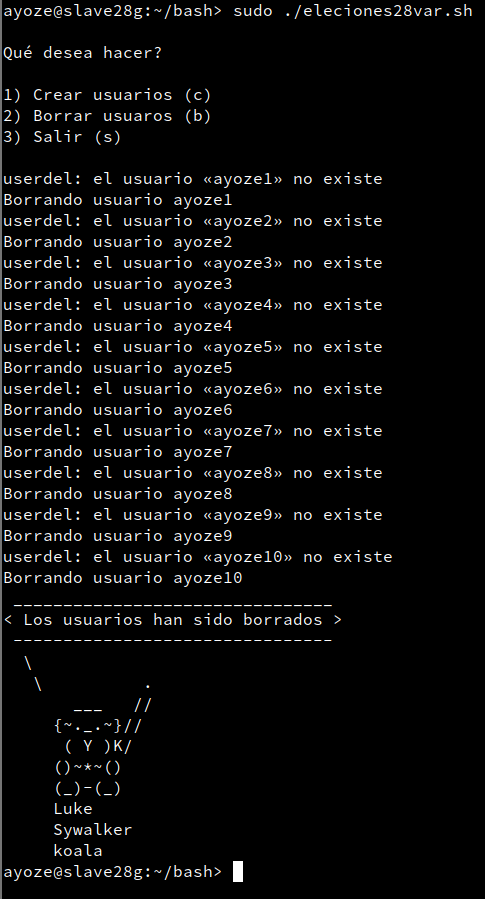 ayoze@slave28g:~/bash> sudo ./eleciones28var.sh
Qué desea hacer?
1) Crear usuarios (c)
2) Borrar usuaros (b)
3) Salir (s)
userdel: el usuario «ayoze1» no existe
Borrando usuario ayoze1
userdel: el usuario «ayoze2» no existe
Borrando usuario ayoze2
userdel: el usuario «ayoze3» no existe
Borrando usuario ayoze3
userdel: el usuario «ayoze4» no existe
Borrando usuario ayoze4
userdel: el usuario «ayoze5» no existe
Borrando usuario ayoze5
userdel: el usuario «ayoze6» no existe
Borrando usuario ayoze6
userdel: el usuario «ayoze7» no existe
Borrando usuario ayoze7
userdel: el usuario «ayoze8» no existe
Borrando usuario ayoze8
userdel: el usuario «ayoze9» no existe
Borrando usuario ayoze9
userdel: el usuario «ayoze10» no existe
Borrando usuario ayoze10
 ________________________________
< Los usuarios han sido borrados >
 --------------------------------
  \
   \          .
       ___   //
     {~._.~}//
      ( Y )K/
     ()~*~()
     (_)-(_)
     Luke
     Sywalker
     koala
ayoze@slave28g:~/bash>